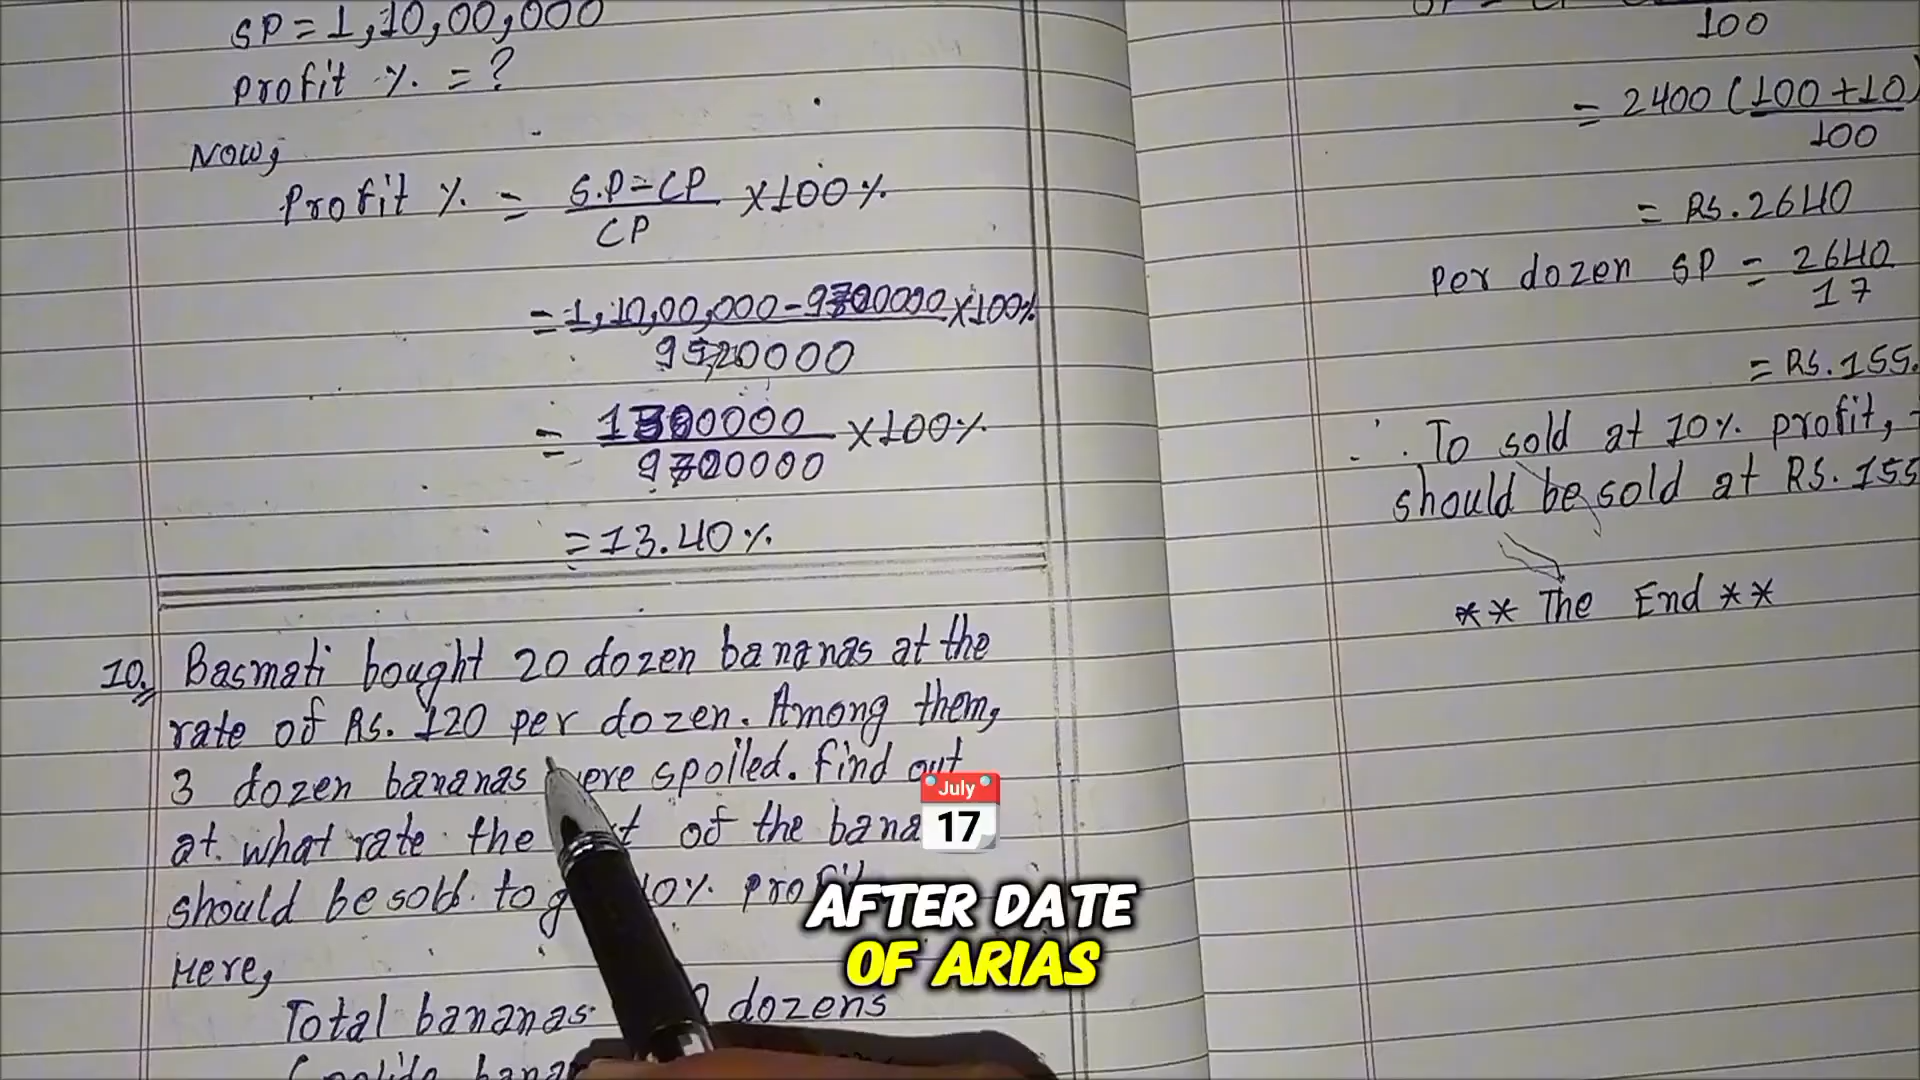 SP = 1,10,00,000
Profit % = ?
Now,
Profit % = S.P - CP / CP × 100%
= 1,10,00,000 - 9700000 / 9700000 × 100%
= 1300000 / 9700000 × 100%
= 13.40%
10. Basmati bought 20 dozen bananas at the
rate of Rs. 120 per dozen. Among them,
3 dozen bananas were spoiled. Find out
at what rate the of the bana
should be sold to 10% profit
Here,
Total bananas dozens
100
= 2400 (100 + 10) / 100
= Rs. 2640
Per dozen SP = 2640 / 17
= Rs. 155.
∴ To sold at 10% profit,
should be sold at Rs. 155
** The End **
July
17
AFTER DATE
OF ARIAS